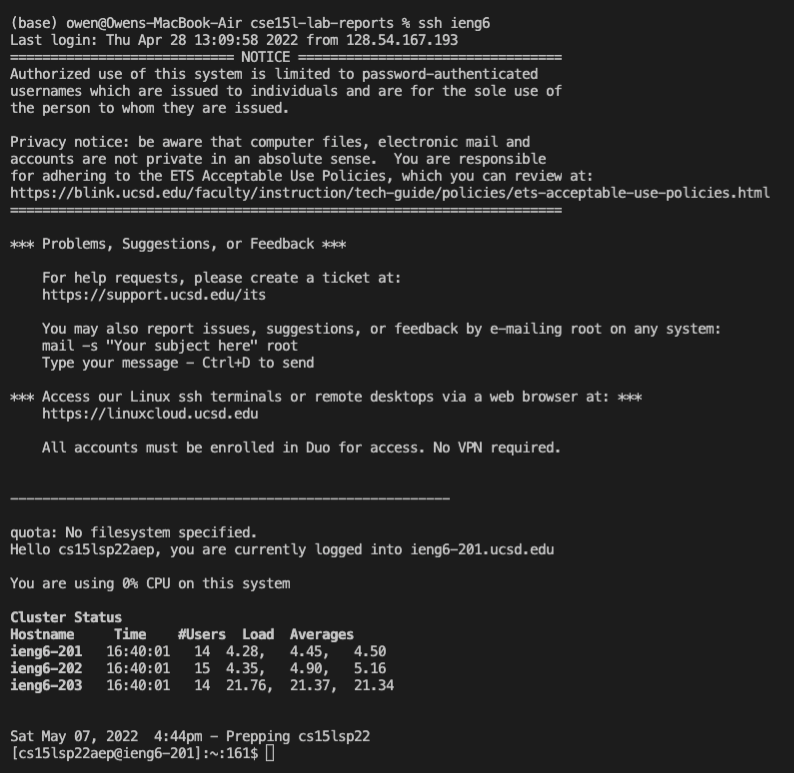 (base) owen@Owens-MacBook-Air cse15l-lab-reports % ssh ieng6
Last login: Thu Apr 28 13:09:58 2022 from 128.54.167.193
============================ NOTICE =================================
Authorized use of this system is limited to password-authenticated
usernames which are issued to individuals and are for the sole use of
the person to whom they are issued.

Privacy notice: be aware that computer files, electronic mail and
accounts are not private in an absolute sense.  You are responsible
for adhering to the ETS Acceptable Use Policies, which you can review at:
https://blink.ucsd.edu/faculty/instruction/tech-guide/policies/ets-acceptable-use-policies.html
=====================================================================

*** Problems, Suggestions, or Feedback ***

    For help requests, please create a ticket at:
    https://support.ucsd.edu/its

    You may also report issues, suggestions, or feedback by e-mailing root on any system:
    mail -s "Your subject here" root
    Type your message - Ctrl+D to send

*** Access our Linux ssh terminals or remote desktops via a web browser at: ***
    https://linuxcloud.ucsd.edu

    All accounts must be enrolled in Duo for access. No VPN required.


-------------------------------------------------------

quota: No filesystem specified.
Hello cs15lsp22aep, you are currently logged into ieng6-201.ucsd.edu

You are using 0% CPU on this system

Cluster Status
Hostname     Time    #Users  Load  Averages
ieng6-201   16:40:01   14  4.28,   4.45,   4.50
ieng6-202   16:40:01   15  4.35,   4.90,   5.16
ieng6-203   16:40:01   14  21.76,  21.37,  21.34


Sat May 07, 2022  4:44pm - Prepping cs15lsp22
[cs15lsp22aep@ieng6-201]:~:161$